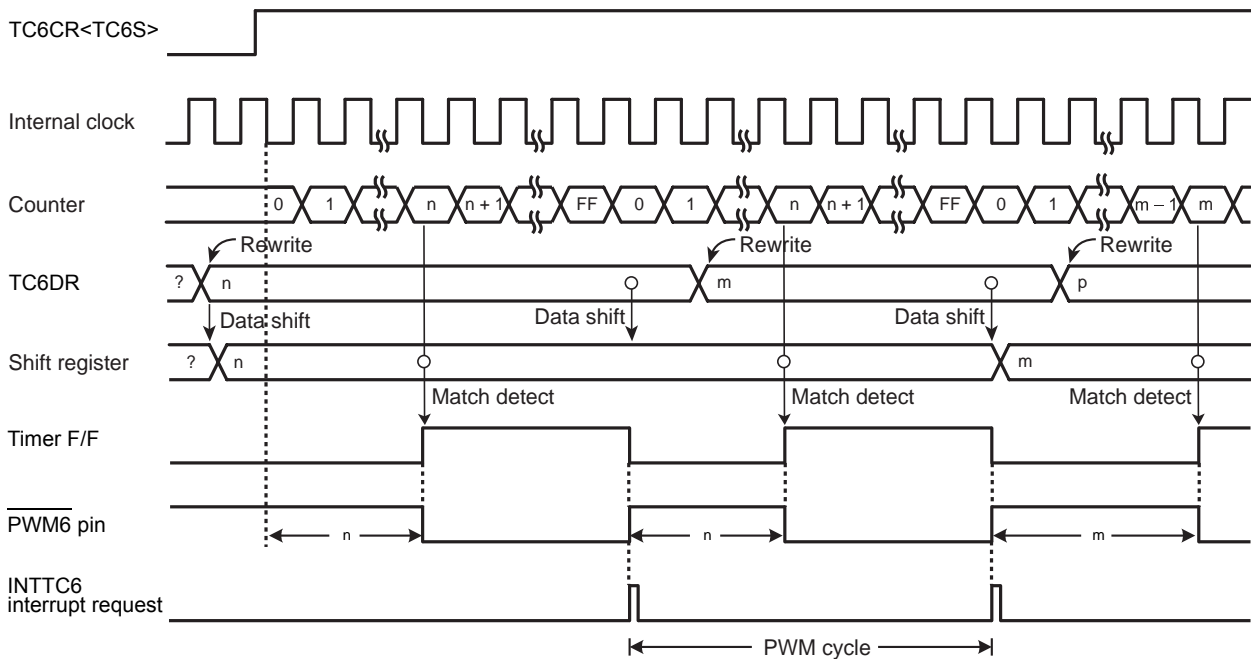 TC6CR<TC6S>
Internal clock
Counter
0 1 n n + 1 FF 0 1 n n + 1 FF 0 1 m – 1 m
Rewrite Rewrite Rewrite
TC6DR
? n m p
Data shift Data shift Data shift
Shift register
? n m
Match detect Match detect Match detect
Timer F/F
PWM6 pin
n n m
INTTC6
interrupt request
PWM cycle